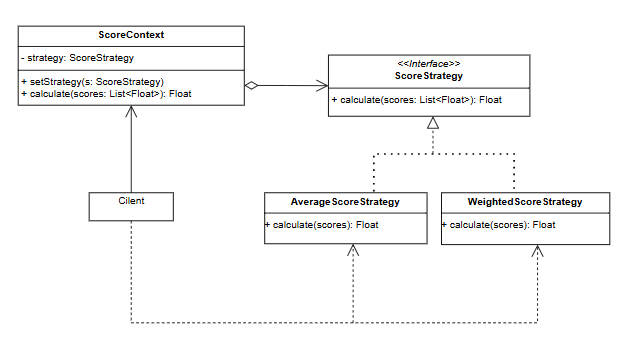 ScoreContext
- strategy: ScoreStrategy
+ setStrategy(s: ScoreStrategy)
+ calculate(scores: List<Float>): Float
<<Interface>>
ScoreStrategy
+ calculate(scores: List<Float>): Float
Cilent
AverageScoreStrategy
+ calculate(scores): Float
WeightedScoreStrategy
+ calculate(scores): Float